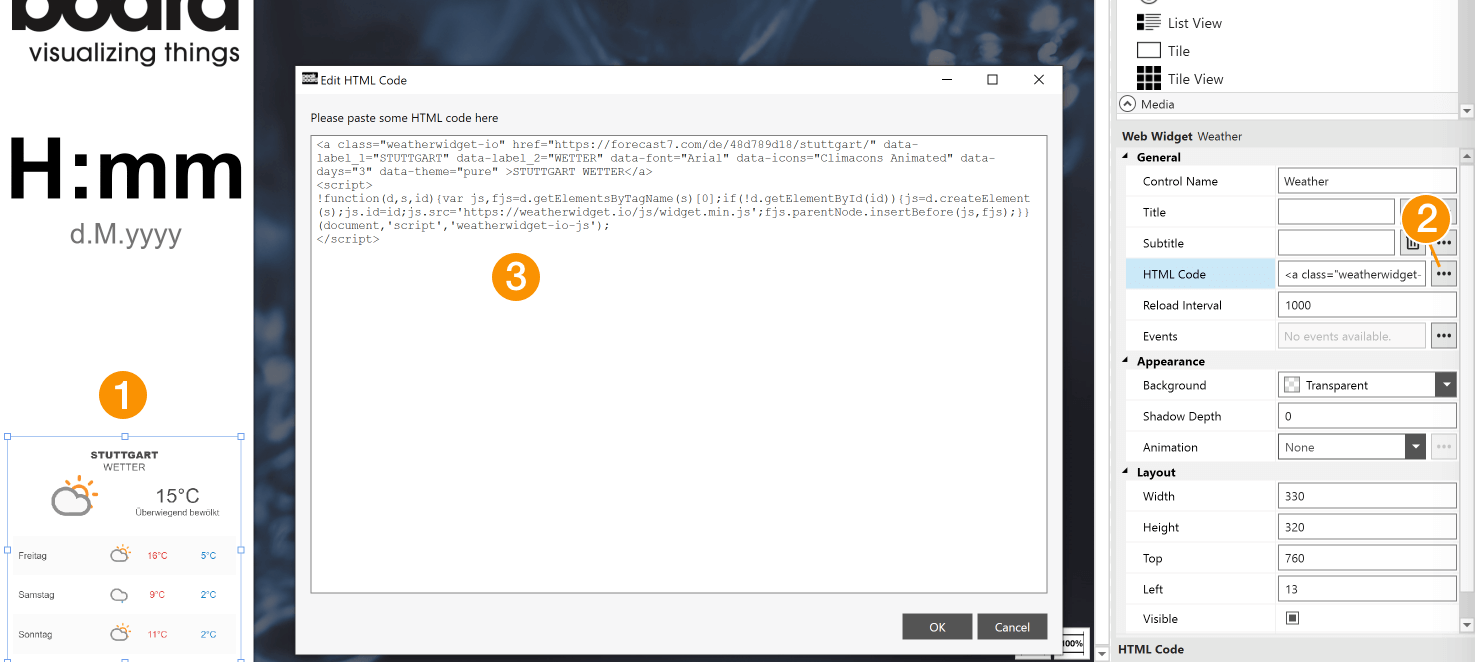 board
visualizing things
H:mm
d.M.yyyy
1
STUTTGART
WETTER
15°C
Überwiegend bewölkt
Freitag 16°C 5°C
Samstag 9°C 2°C
Sonntag 11°C 2°C
Edit HTML Code
Please paste some HTML code here
<a class="weatherwidget-io" href="https://forecast7.com/de/48d789d18/stuttgart/" data-
label_1="STUTTGART" data-label_2="WETTER" data-font="Arial" data-icons="Climacons Animated" data-
days="3" data-theme="pure" >STUTTGART WETTER</a>
<script>
!function(d,s,id){var js,fjs=d.getElementsByTagName(s)[0];if(!d.getElementById(id)){js=d.createElement
(s);js.id=id;js.src='https://weatherwidget.io/js/widget.min.js';fjs.parentNode.insertBefore(js,fjs);}}
(document,'script','weatherwidget-io-js');
</script>
3
OK Cancel
100%
List View
Tile
Tile View
Media
Web Widget Weather
General
Control Name Weather
Title
2
Subtitle
HTML Code <a class="weatherwidget-
Reload Interval 1000
Events No events available.
Appearance
Background Transparent
Shadow Depth 0
Animation None
Layout
Width 330
Height 320
Top 760
Left 13
Visible
HTML Code